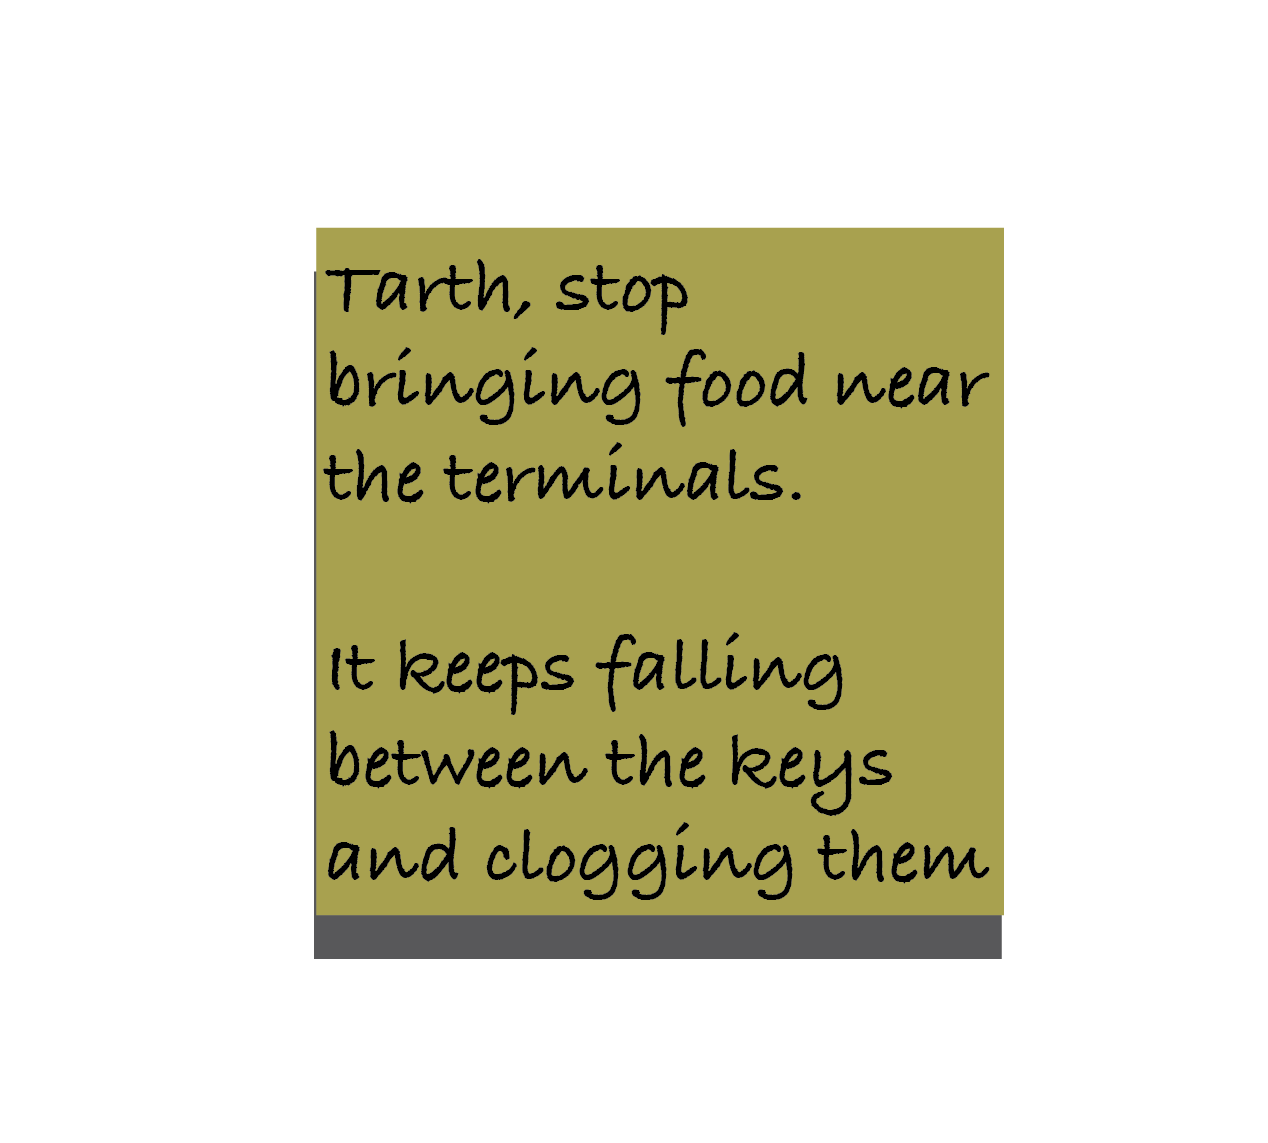 Tarth, stop
bringing food near
the terminals.
It keeps falling
between the keys
and clogging them